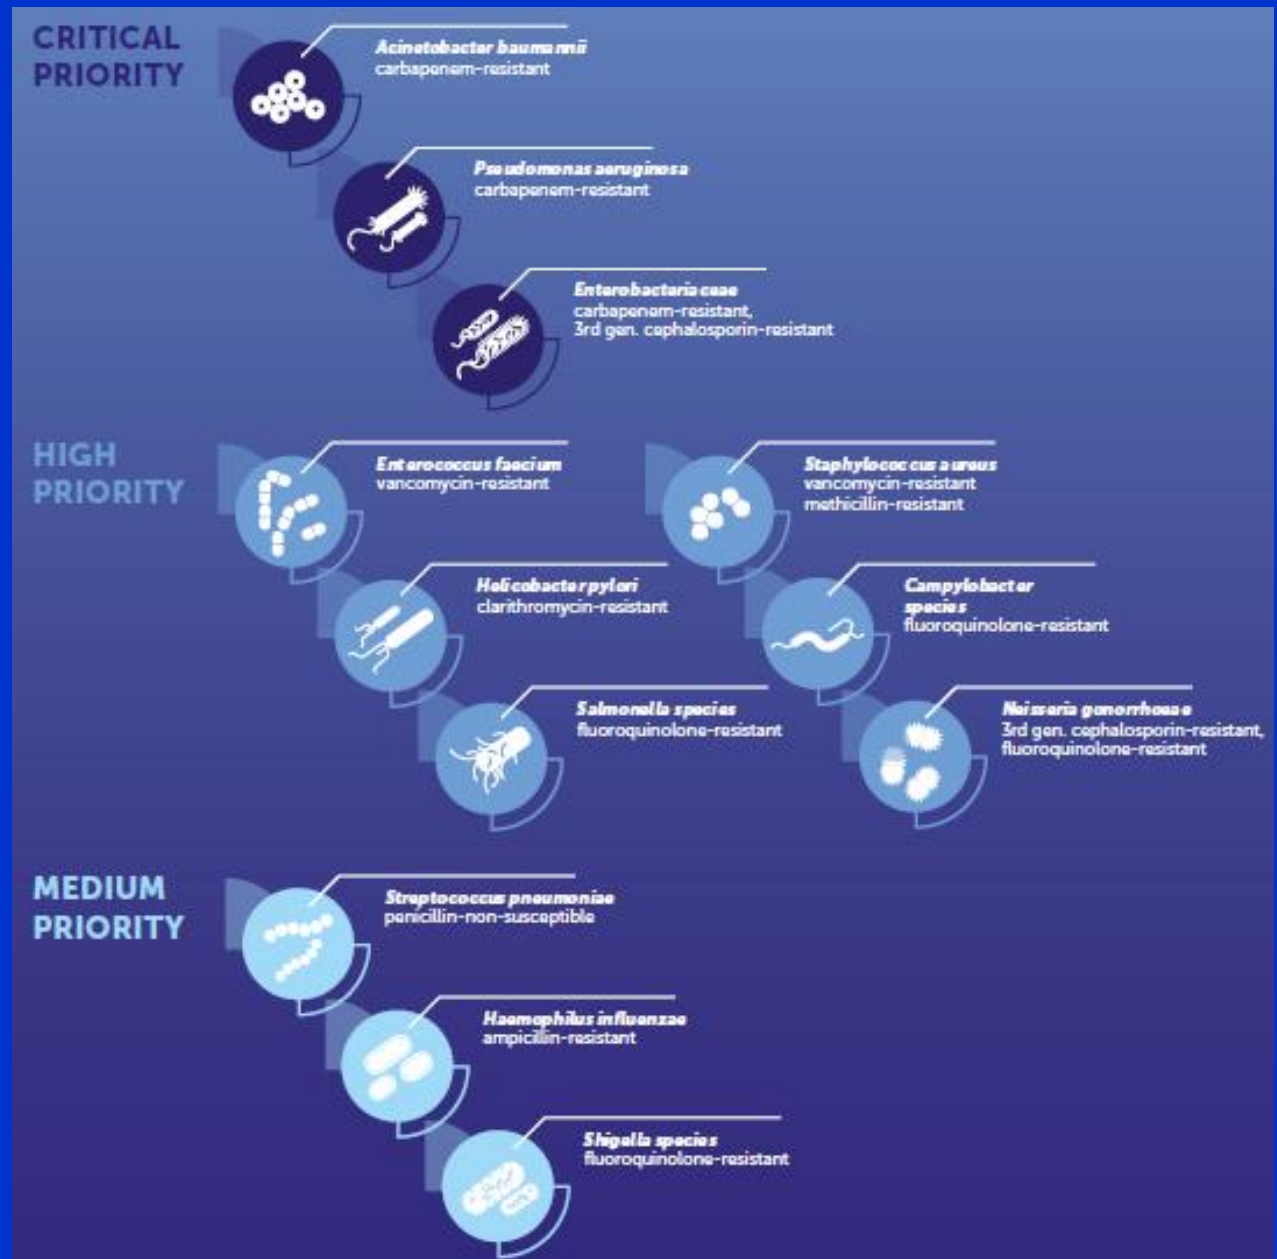 CRITICAL
PRIORITY
Acinetobacter baumannii
carbapenem-resistant
Pseudomonas aeruginosa
carbapenem-resistant
Enterobacteriaceae
carbapenem-resistant,
3rd gen. cephalosporin-resistant
HIGH
PRIORITY
Enterococcus faecium
vancomycin-resistant
Helicobacter pylori
clarithromycin-resistant
Salmonella species
fluoroquinolone-resistant
Staphylococcus aureus
vancomycin-resistant
methicillin-resistant
Campylobacter
species
fluoroquinolone-resistant
Neisseria gonorrhoeae
3rd gen. cephalosporin-resistant,
fluoroquinolone-resistant
MEDIUM
PRIORITY
Streptococcus pneumoniae
penicillin-non-susceptible
Haemophilus influenzae
ampicillin-resistant
Shigella species
fluoroquinolone-resistant